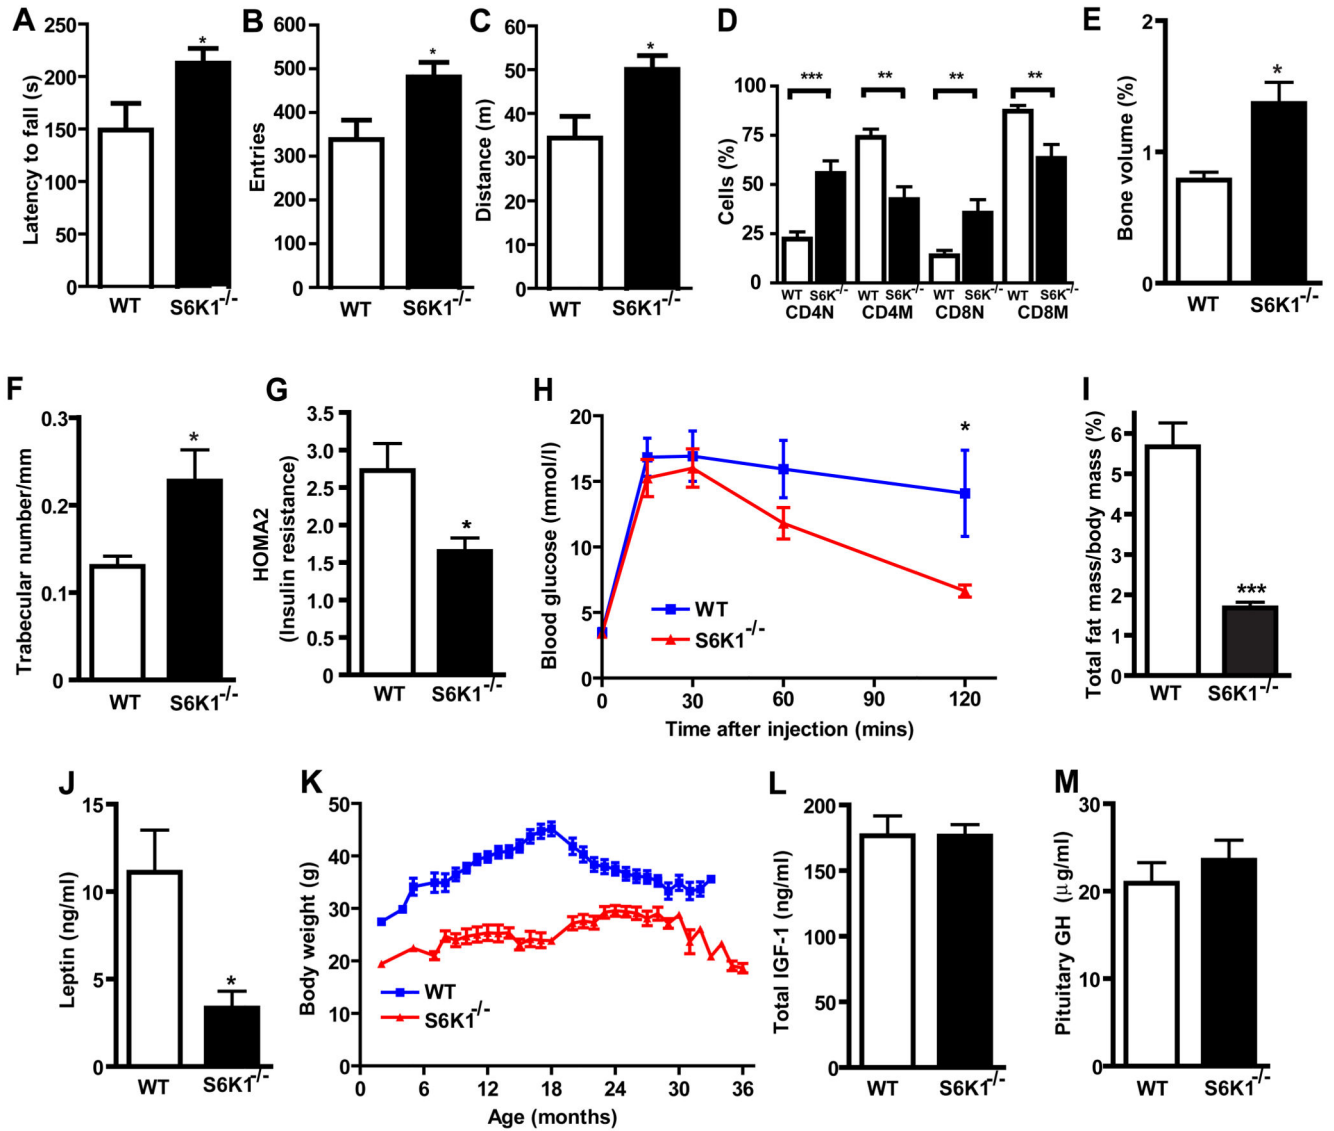 A
Latency to fall (s)
250
200
150
100
50
0
*
WT
S6K1-/-
B
Entries
600
500
400
300
200
100
0
*
WT
S6K1-/-
C
Distance (m)
60
50
40
30
20
10
0
*
WT
S6K1-/-
D
Cells (%)
100
75
50
25
0
*** ** ** **
WT S6K-/- WT S6K-/- WT S6K-/- WT S6K-/-
CD4N CD4M CD8N CD8M
E
Bone volume (%)
2
1
0
*
WT
S6K1-/-
F
Trabecular number/mm
0.3
0.2
0.1
0
*
WT
S6K1-/-
G
HOMA2
(Insulin resistance)
3.5
3.0
2.5
2.0
1.5
1.0
0.5
0
*
WT
S6K1-/-
H
Blood glucose (mmol/l)
20
15
10
5
0
*
WT
S6K1-/-
0 30 60 90 120
Time after injection (mins)
I
Total fat mass/body mass (%)
6
5
4
3
2
1
0
***
WT
S6K1-/-
J
Leptin (ng/ml)
15
10
5
0
*
WT
S6K1-/-
K
Body weight (g)
50
40
30
20
10
0
WT
S6K1-/-
0 6 12 18 24 30 36
Age (months)
L
Total IGF-1 (ng/ml)
200
150
100
50
0
WT
S6K1-/-
M
Pituitary GH (μg/ml)
30
20
10
0
WT
S6K1-/-